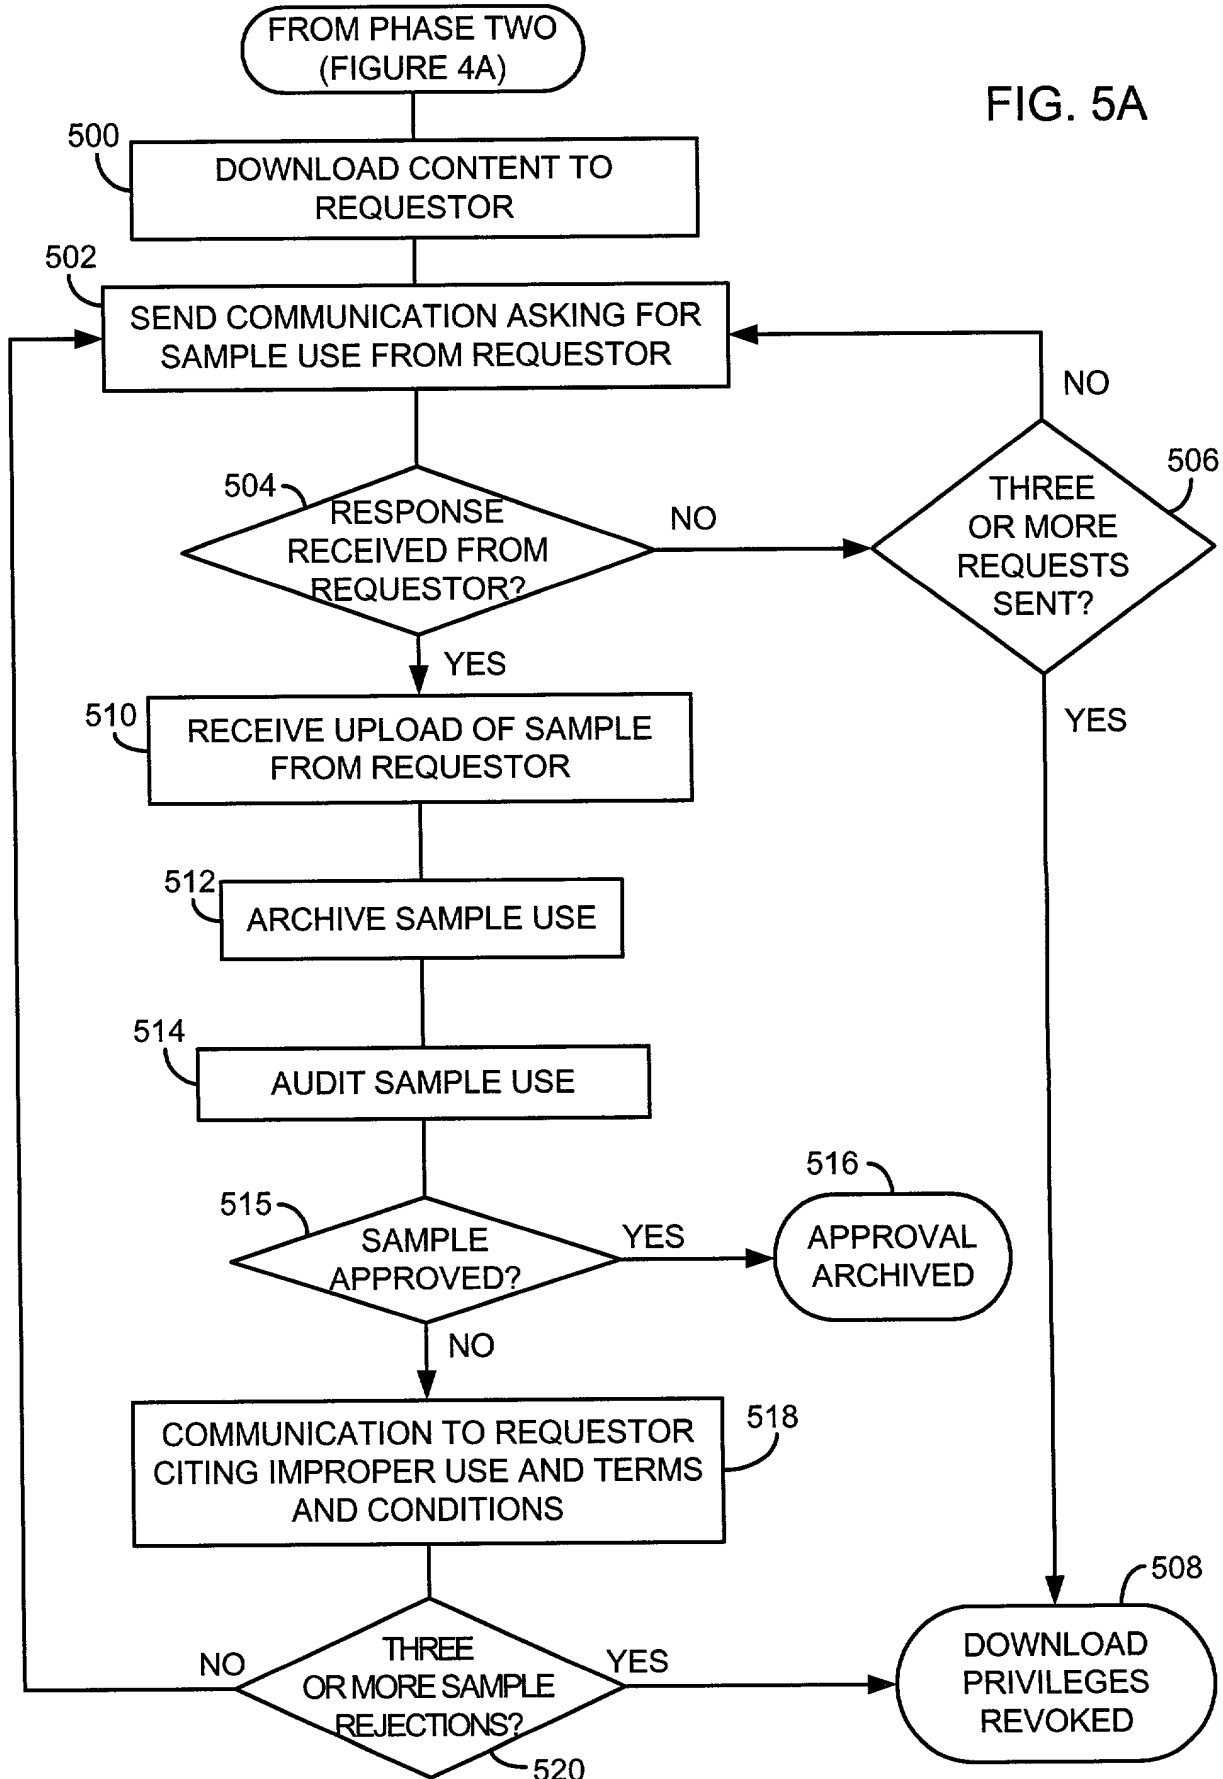 FROM PHASE TWO
(FIGURE 4A)
FIG. 5A
500
DOWNLOAD CONTENT TO
REQUESTOR
502
SEND COMMUNICATION ASKING FOR
SAMPLE USE FROM REQUESTOR
NO
504
RESPONSE
RECEIVED FROM
REQUESTOR?
NO
506
THREE
OR MORE
REQUESTS
SENT?
YES
YES
510
RECEIVE UPLOAD OF SAMPLE
FROM REQUESTOR
512
ARCHIVE SAMPLE USE
514
AUDIT SAMPLE USE
515
SAMPLE
APPROVED?
YES
516
APPROVAL
ARCHIVED
NO
COMMUNICATION TO REQUESTOR
CITING IMPROPER USE AND TERMS
AND CONDITIONS
518
NO
THREE
OR MORE SAMPLE
REJECTIONS?
YES
520
508
DOWNLOAD
PRIVILEGES
REVOKED